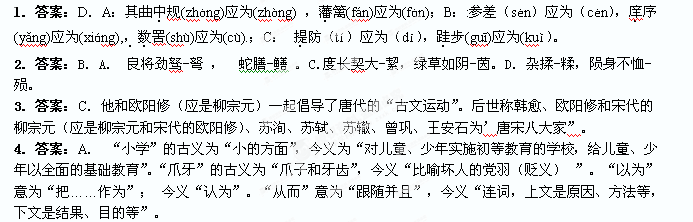 1. 答案：D．A：其曲中规(zhōng)应为(zhòng) ，藩篱(fán)应为(fān)；B：参差（sēn）应为（cēn），庠序
(yǎng)应为(xiáng),，数罟(shù)应为(cù).；C： 提防（tí）应为（dī），跬步(guǐ)应为(kuǐ )。
2. 答案：B．A． 良将劲驽-弩 ， 蛇膳-鳝 。C.度长契大-絜，绿草如阴-茵。D．杂揉-糅，陨身不恤-
殒。
3. 答案：C．他和欧阳修（应是柳宗元）一起倡导了唐代的“古文运动”。后世称韩愈、欧阳修和宋代的
柳宗元（应是柳宗元和宋代的欧阳修）、苏洵、苏轼、苏辙、曾巩、王安石为’唐宋八大家”。
4. 答案：A． “小学”的古义为“小的方面”，今义为“对儿童、少年实施初等教育的学校，给儿童、少
年以全面的基础教育”。“爪牙”的古义为“爪子和牙齿”，今义“比喻坏人的党羽（贬义） ”。“以为”
意为“把……作为”； 今义“认为”。“从而”意为“跟随并且”，今义“连词，上文是原因、方法等，
下文是结果、目的等”。